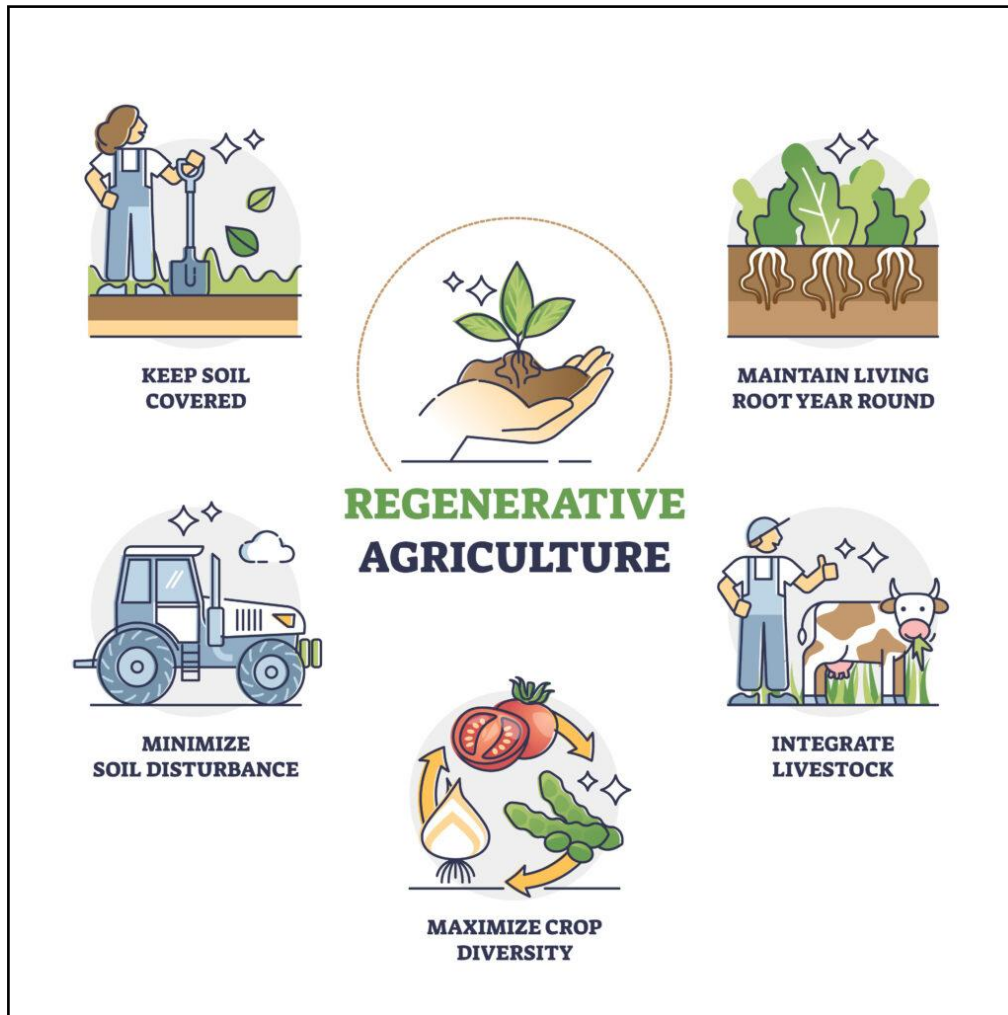 KEEP SOIL
COVERED
MAINTAIN LIVING
ROOT YEAR ROUND
REGENERATIVE
AGRICULTURE
MINIMIZE
SOIL DISTURBANCE
INTEGRATE
LIVESTOCK
MAXIMIZE CROP
DIVERSITY